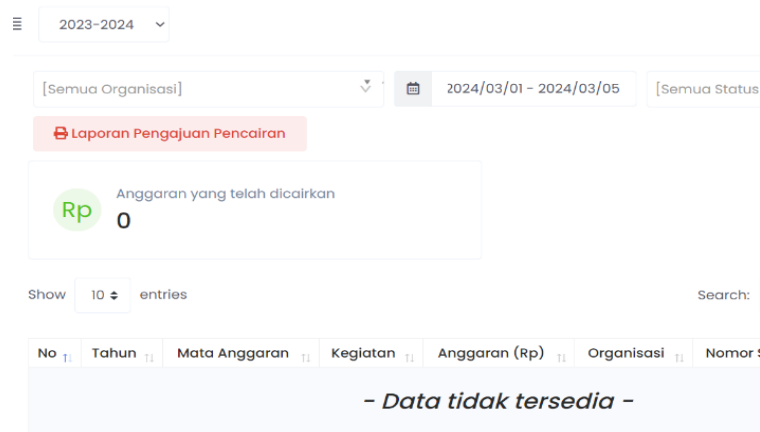 2023-2024
[Semua Organisasi]
2024/03/01 - 2024/03/05
[Semua Status
Laporan Pengajuan Pencairan
Rp
Anggaran yang telah dicairkan
0
Show 10 entries
Search:
No Tahun Mata Anggaran Kegiatan Anggaran (Rp) Organisasi Nomor S
- Data tidak tersedia -